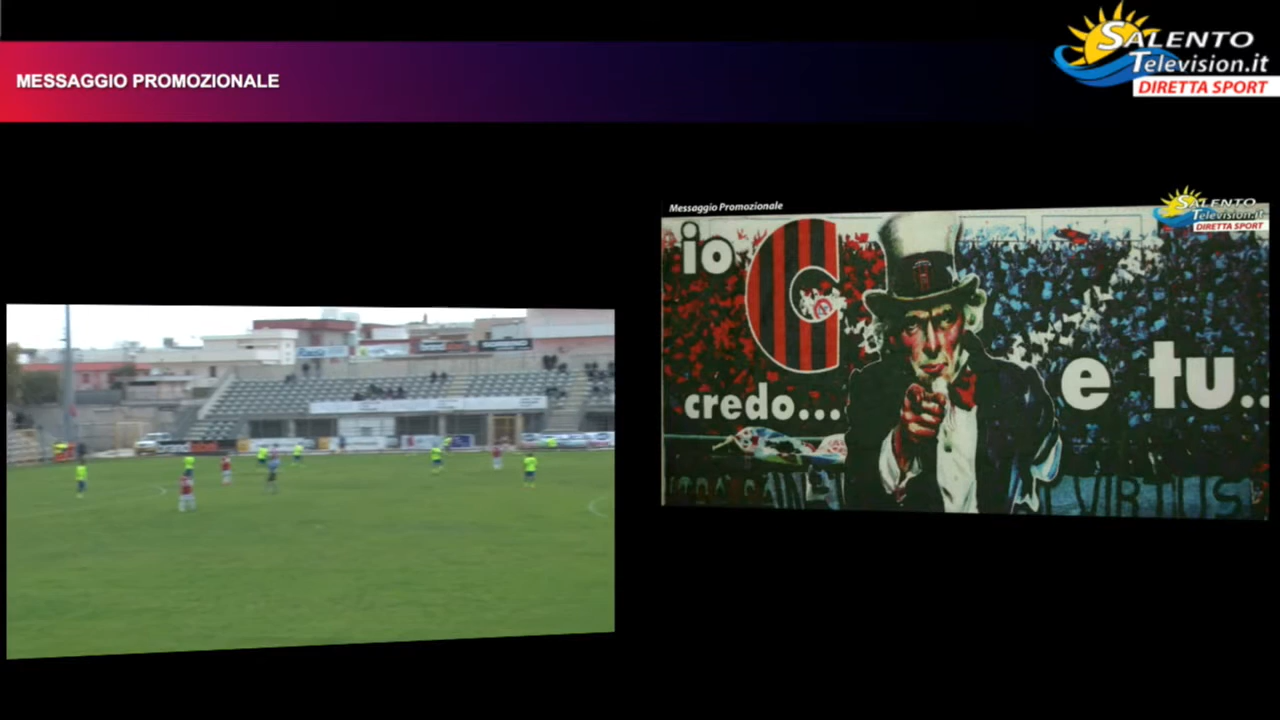 SALENTO
Television.it
DIRETTA SPORT
MESSAGGIO PROMOZIONALE
Messaggio Promozionale
SALENTO
Television.it
DIRETTA SPORT
io C
credo...
e tu..
VIRTUS